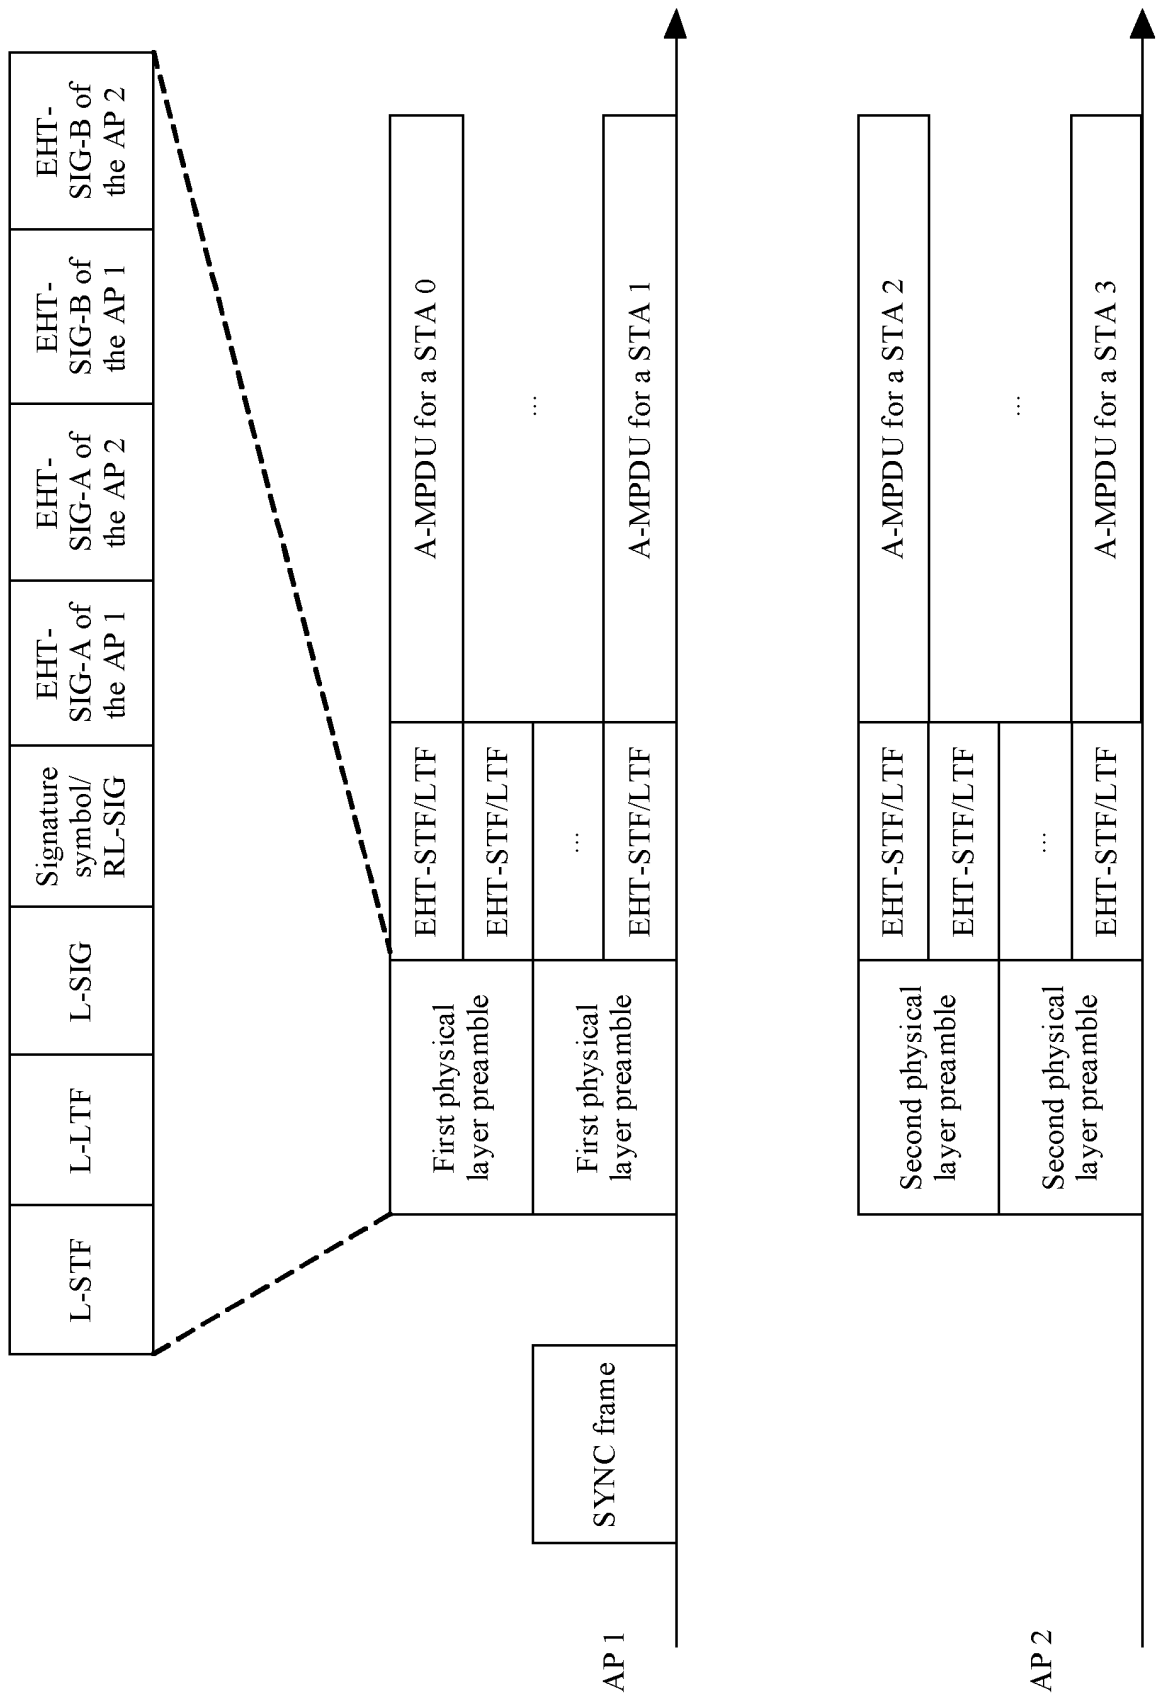 L-STF
L-LTF
L-SIG
Signature
symbol/
RL-SIG
EHT-
SIG-A of
the AP 1
EHT-
SIG-A of
the AP 2
EHT-
SIG-B of
the AP 1
EHT-
SIG-B of
the AP 2
AP 1
SYNC frame
First physical
layer preamble
First physical
layer preamble
EHT-STF/LTF
EHT-STF/LTF
...
EHT-STF/LTF
A-MPDU for a STA 0
...
A-MPDU for a STA 1
AP 2
Second physical
layer preamble
Second physical
layer preamble
EHT-STF/LTF
EHT-STF/LTF
...
EHT-STF/LTF
A-MPDU for a STA 2
...
A-MPDU for a STA 3